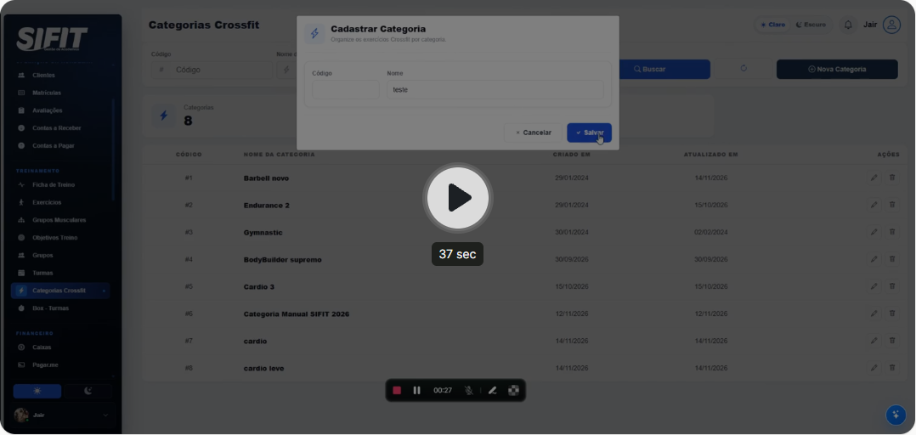 SIFIT
Clientes
Matrículas
Avaliações
Contas a Receber
Contas a Pagar
TREINAMENTO
Ficha de Treino
Exercícios
Grupos Musculares
Objetivos Treino
Grupos
Turmas
Categorias Crossfit
Nos - Termos
FINANCEIRO
Caixas
Pagarme
Jair
Categorias Crossfit
Claro
Escuro
Jair
Código
Nome
Código
Buscar
Nova Categoria
Categorias
8
Cadastrar Categoria
Organize os exercícios Crossfit por categoria
Código
Nome
teste
× Cancelar
Salvar
CÓDIGO NOME DA CATEGORIA CRIADO EM ATUALIZADO EM AÇÕES
#1 Barbell novo 29/01/2024 14/11/2026
#2 Endurance 2 29/01/2024 15/10/2026
#3 Gymnastic 30/01/2024 02/02/2024
#4 BodyBuilder supremo 30/09/2026 30/09/2026
#5 Cardio 3 15/10/2026 15/10/2026
#6 Categoria Manual SIFIT 2026 12/11/2026 12/11/2026
#7 cardio 14/11/2026 14/11/2026
#8 cardio leve 14/11/2026 14/11/2026
37 sec
00:27